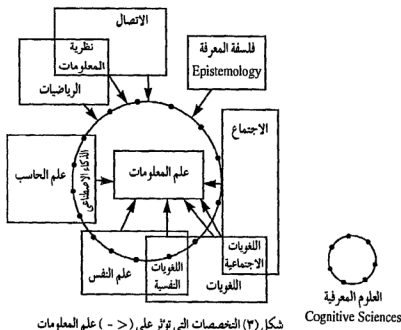 الاتصال
نظرية
المعلومات
الرياضيات
فلسفة المعرفة
Epistemology
الاجتماع
علم المعلومات
الذكاء الاصطناعي
علم الحاسب
علم النفس
اللغويات
النفسية
اللغويات
الاجتماعية
اللغويات
العلوم المعرفية
Cognitive Sciences
شكل (٣) التخصصات التي تؤثر على (< -) علم المعلومات